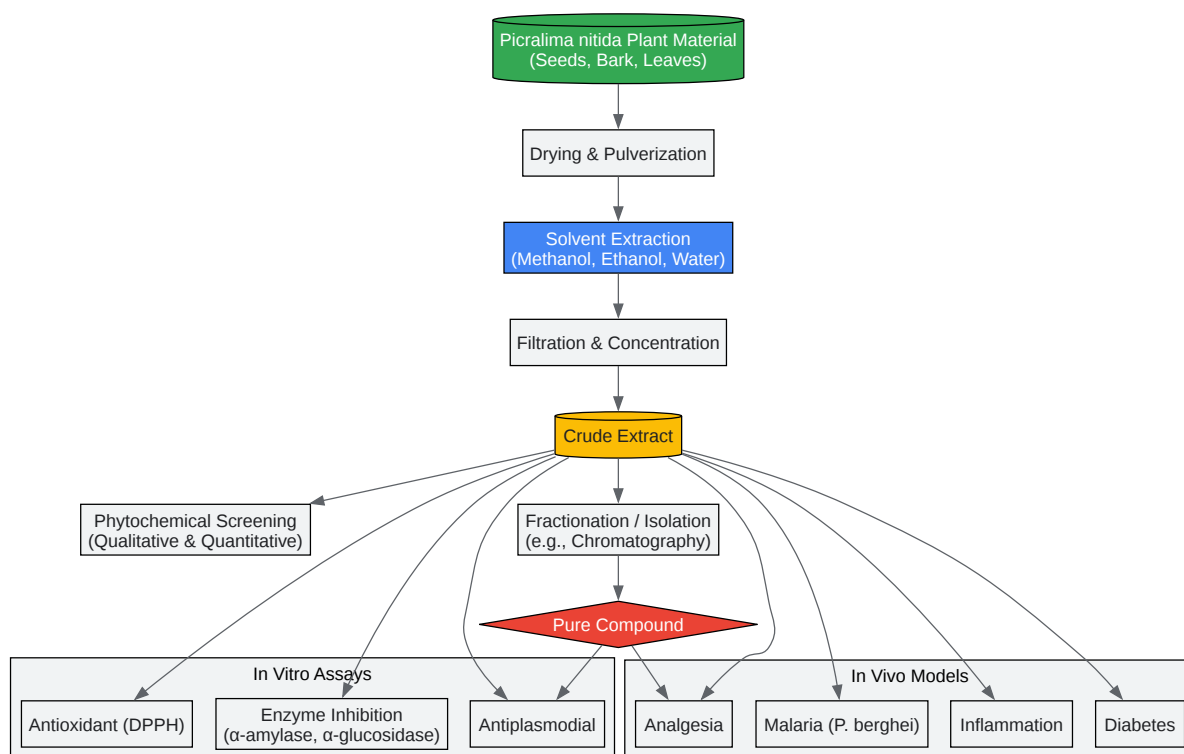 Picralima nitida Plant Material
(Seeds, Bark, Leaves)
Drying & Pulverization
Solvent Extraction
(Methanol, Ethanol, Water)
Filtration & Concentration
Crude Extract
Phytochemical Screening
(Qualitative & Quantitative)
Fractionation / Isolation
(e.g., Chromatography)
Pure Compound
In Vitro Assays
Antioxidant (DPPH)
Enzyme Inhibition
(α-amylase, α-glucosidase)
Antiplasmodial
In Vivo Models
Analgesia
Malaria (P. berghei)
Inflammation
Diabetes